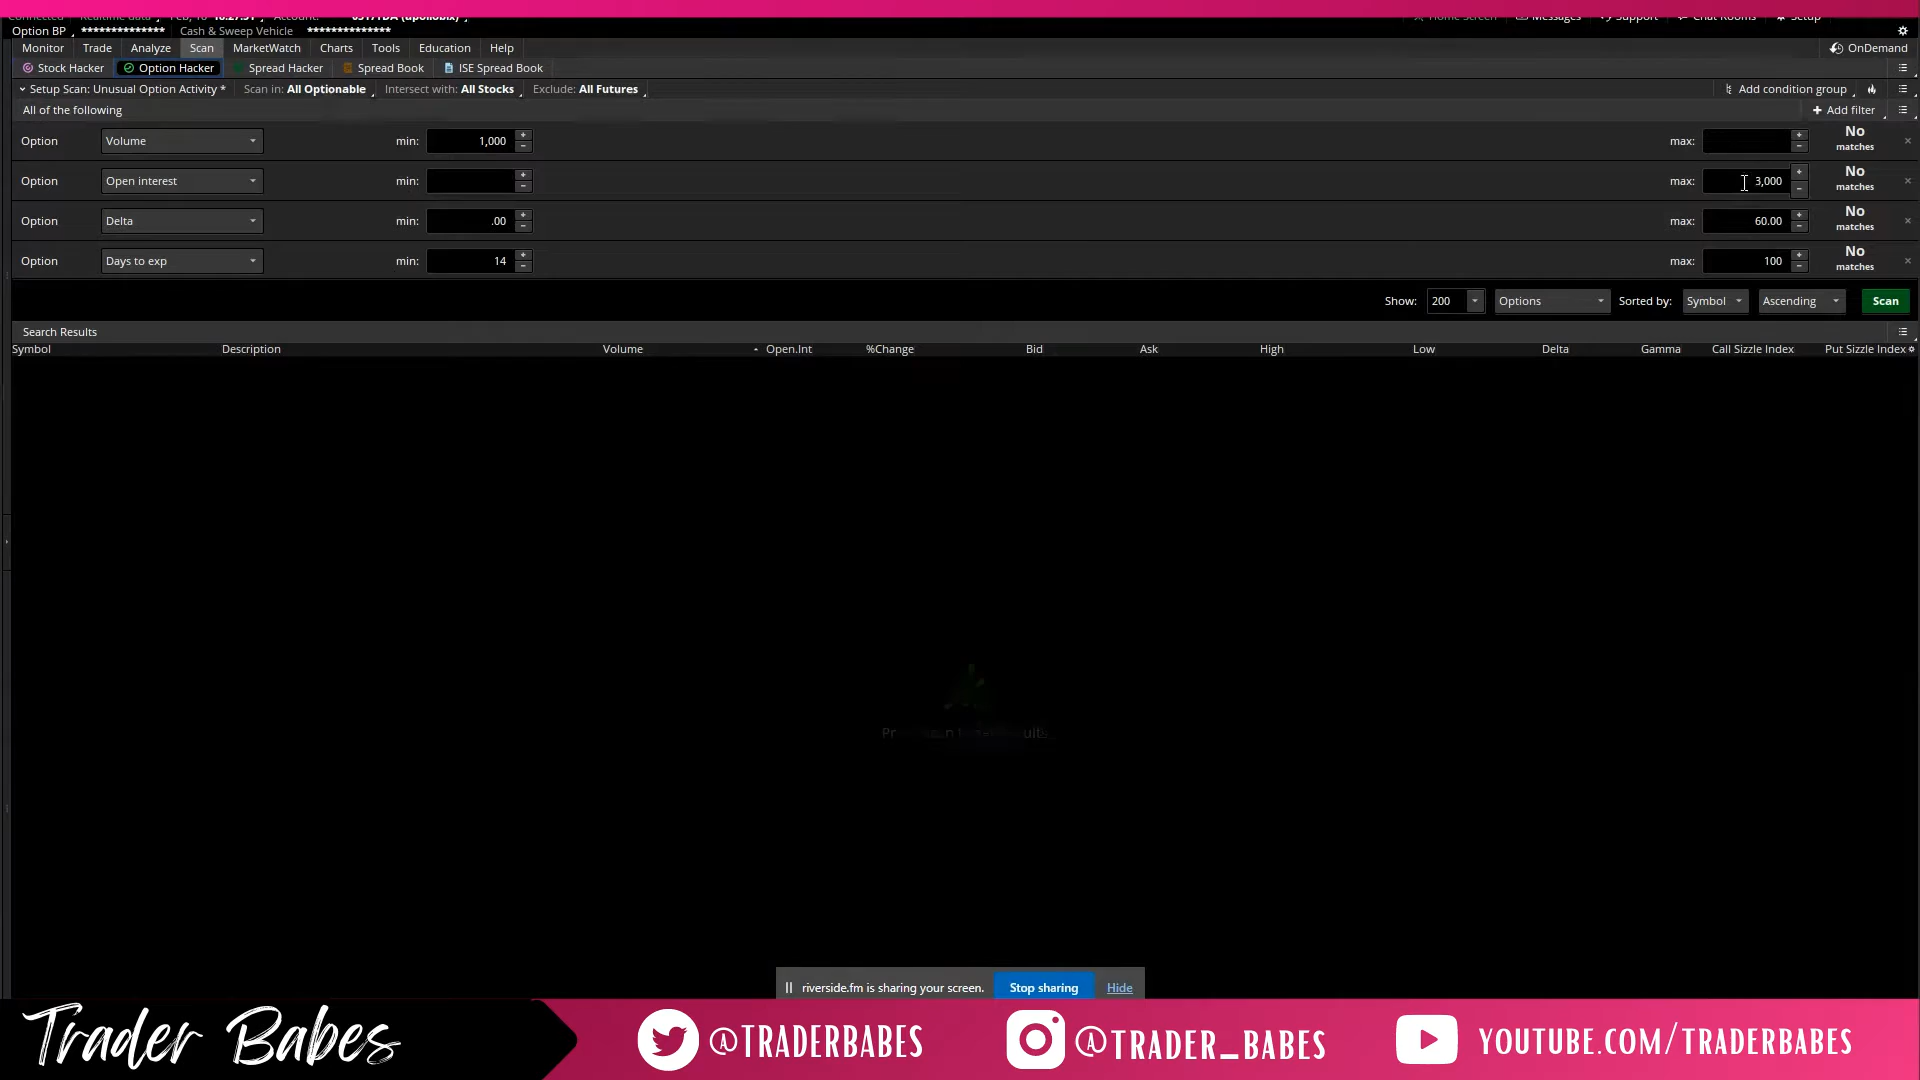 Option BP ************** Cash & Sweep Vehicle **************
Monitor Trade Analyze Scan MarketWatch Charts Tools Education Help OnDemand
Stock Hacker Option Hacker Spread Hacker Spread Book ISE Spread Book
Setup Scan: Unusual Option Activity * Scan in: All Optionable Intersect with: All Stocks Exclude: All Futures Add condition group
All of the following + Add filter
Option Volume min: 1,000 max: No matches
Option Open interest min: max: 3,000 No matches
Option Delta min: .00 max: 60.00 No matches
Option Days to exp min: 14 max: 100 No matches
Show: 200 Options Sorted by: Symbol Ascending Scan
Search Results
Symbol Description Volume Open.Int %Change Bid Ask High Low Delta Gamma Call Sizzle Index Put Sizzle Index
riverside.fm is sharing your screen. Stop sharing Hide
Trader Babes @TRADERBABES @TRADER_BABES YOUTUBE.COM/TRADERBABES